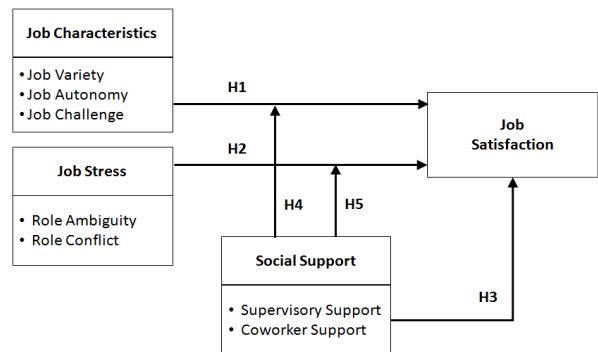 Job Characteristics
• Job Variety
• Job Autonomy
• Job Challenge
H1
Job
Satisfaction
Job Stress
H2
• Role Ambiguity
• Role Conflict
H4
H5
Social Support
• Supervisory Support
• Coworker Support
H3